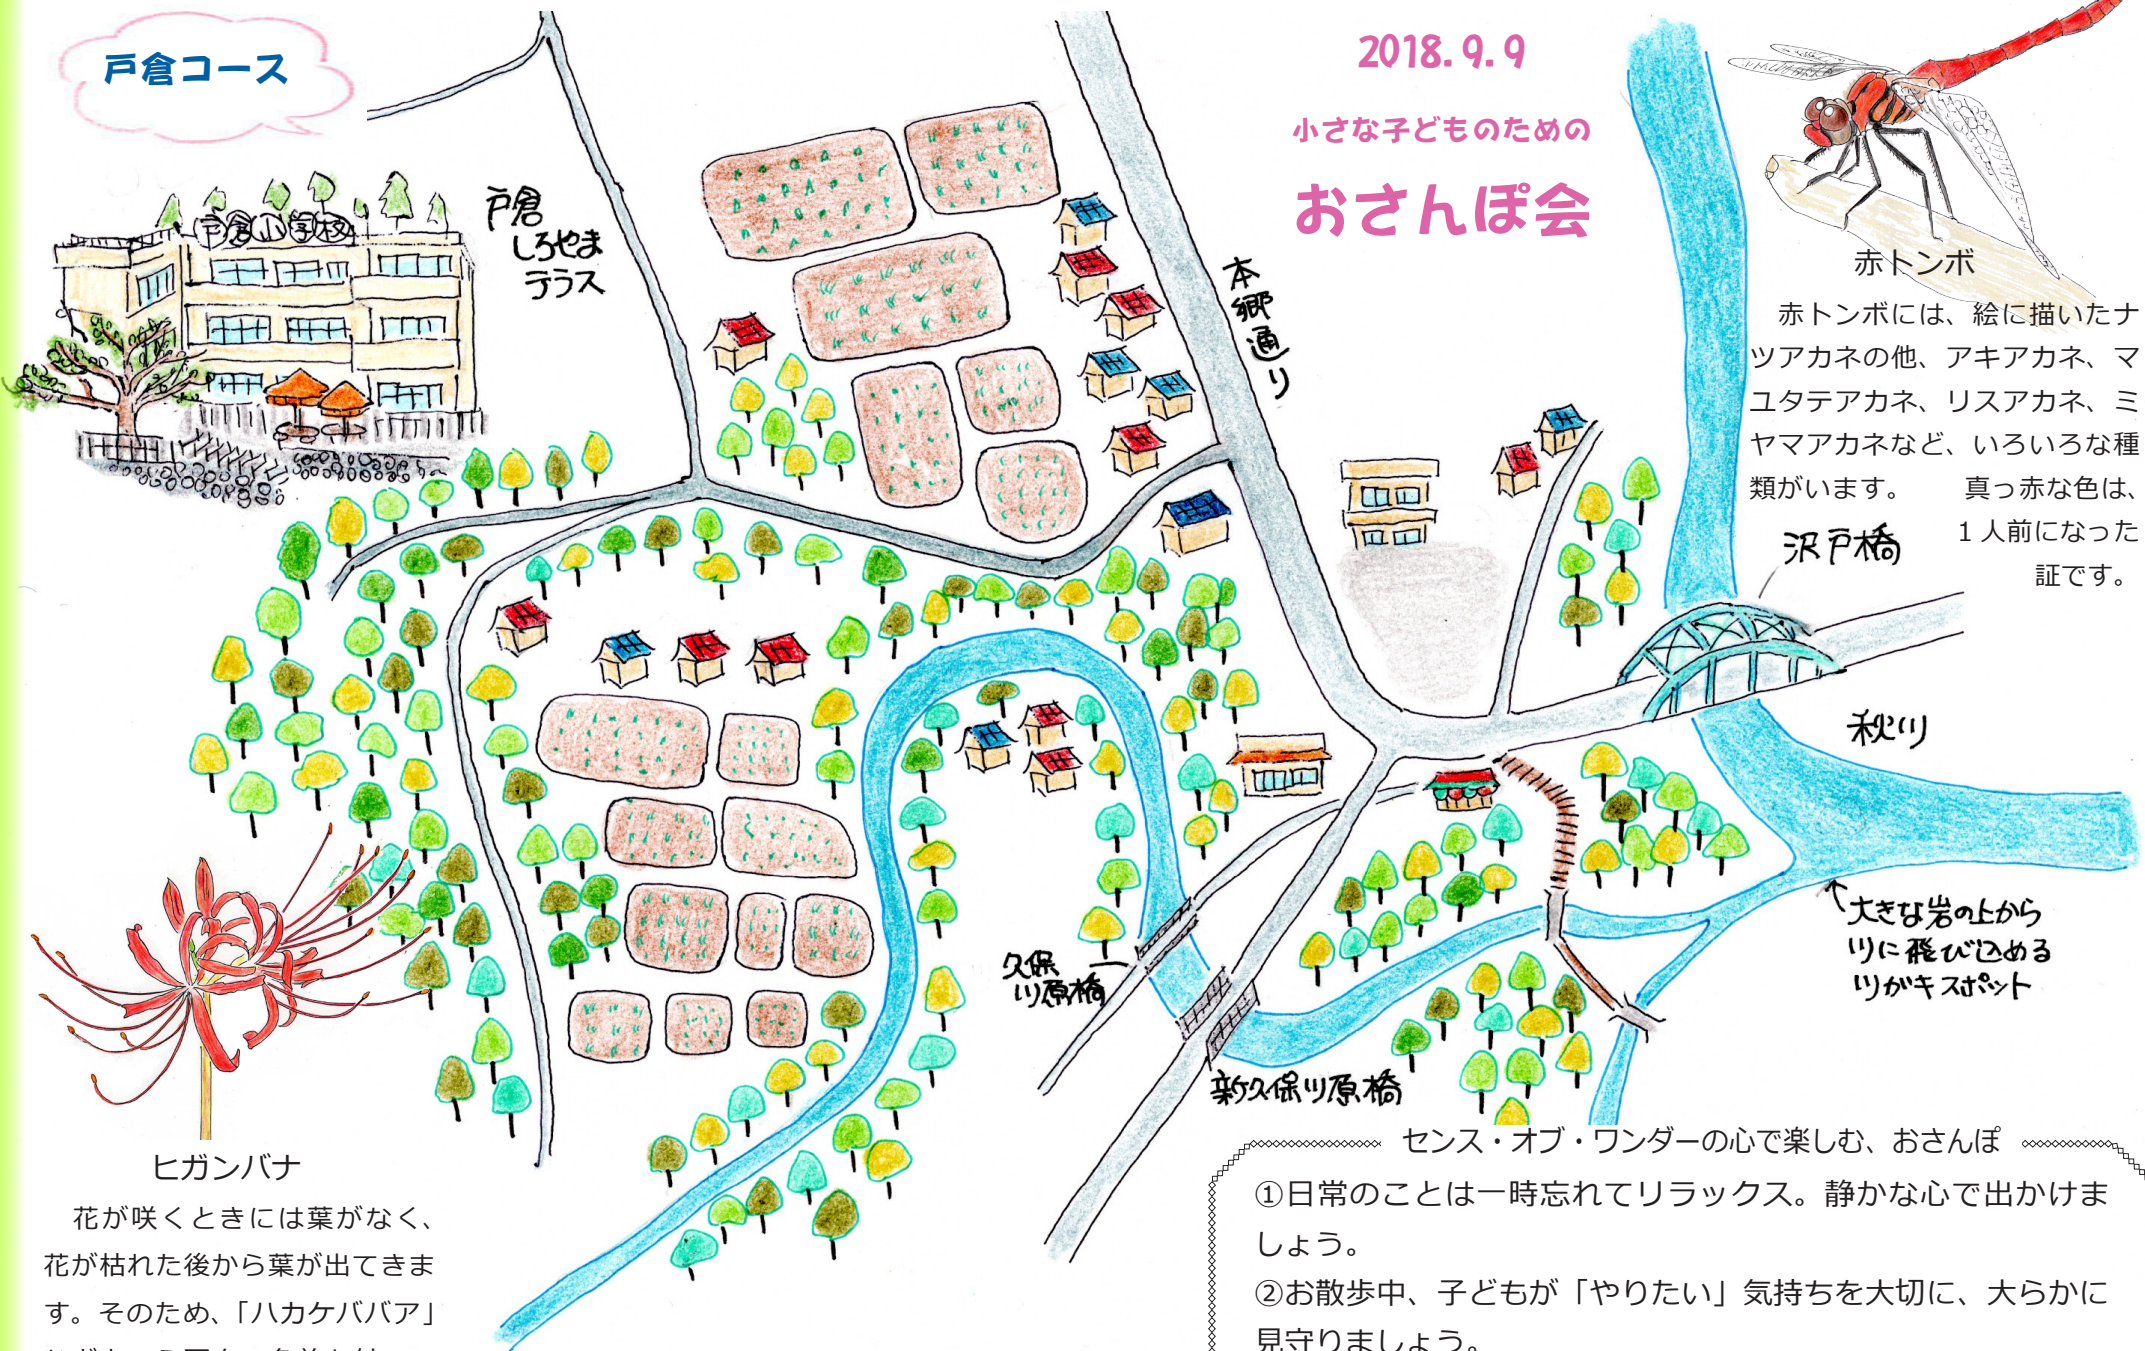 戸倉コース
2018.9.9
小さな子どものための
おさんぽ会
戸倉小学校
戸倉
しろやま
テラス
本郷通り
赤トンボ
赤トンボには、絵に描いたナ
ツアカネの他、アキアカネ、マ
ユタテアカネ、リスアカネ、ミ
ヤマアカネなど、いろいろな種
類がいます。　真っ赤な色は、
1人前になった
証です。
沢戸橋
秋川
大きな岩の上から
川に飛び込める
ツガキスポット
久保
川原橋
新久保川原橋
ヒガンバナ
花が咲くときには葉がなく、
花が枯れた後から葉が出てきま
す。そのため、「ハカケババア」
センス・オブ・ワンダーの心で楽しむ、おさんぽ
①日常のことは一時忘れてリラックス。静かな心で出かけま
しょう。
②お散歩中、子どもが「やりたい」気持ちを大切に、大らかに
見守りましょう。